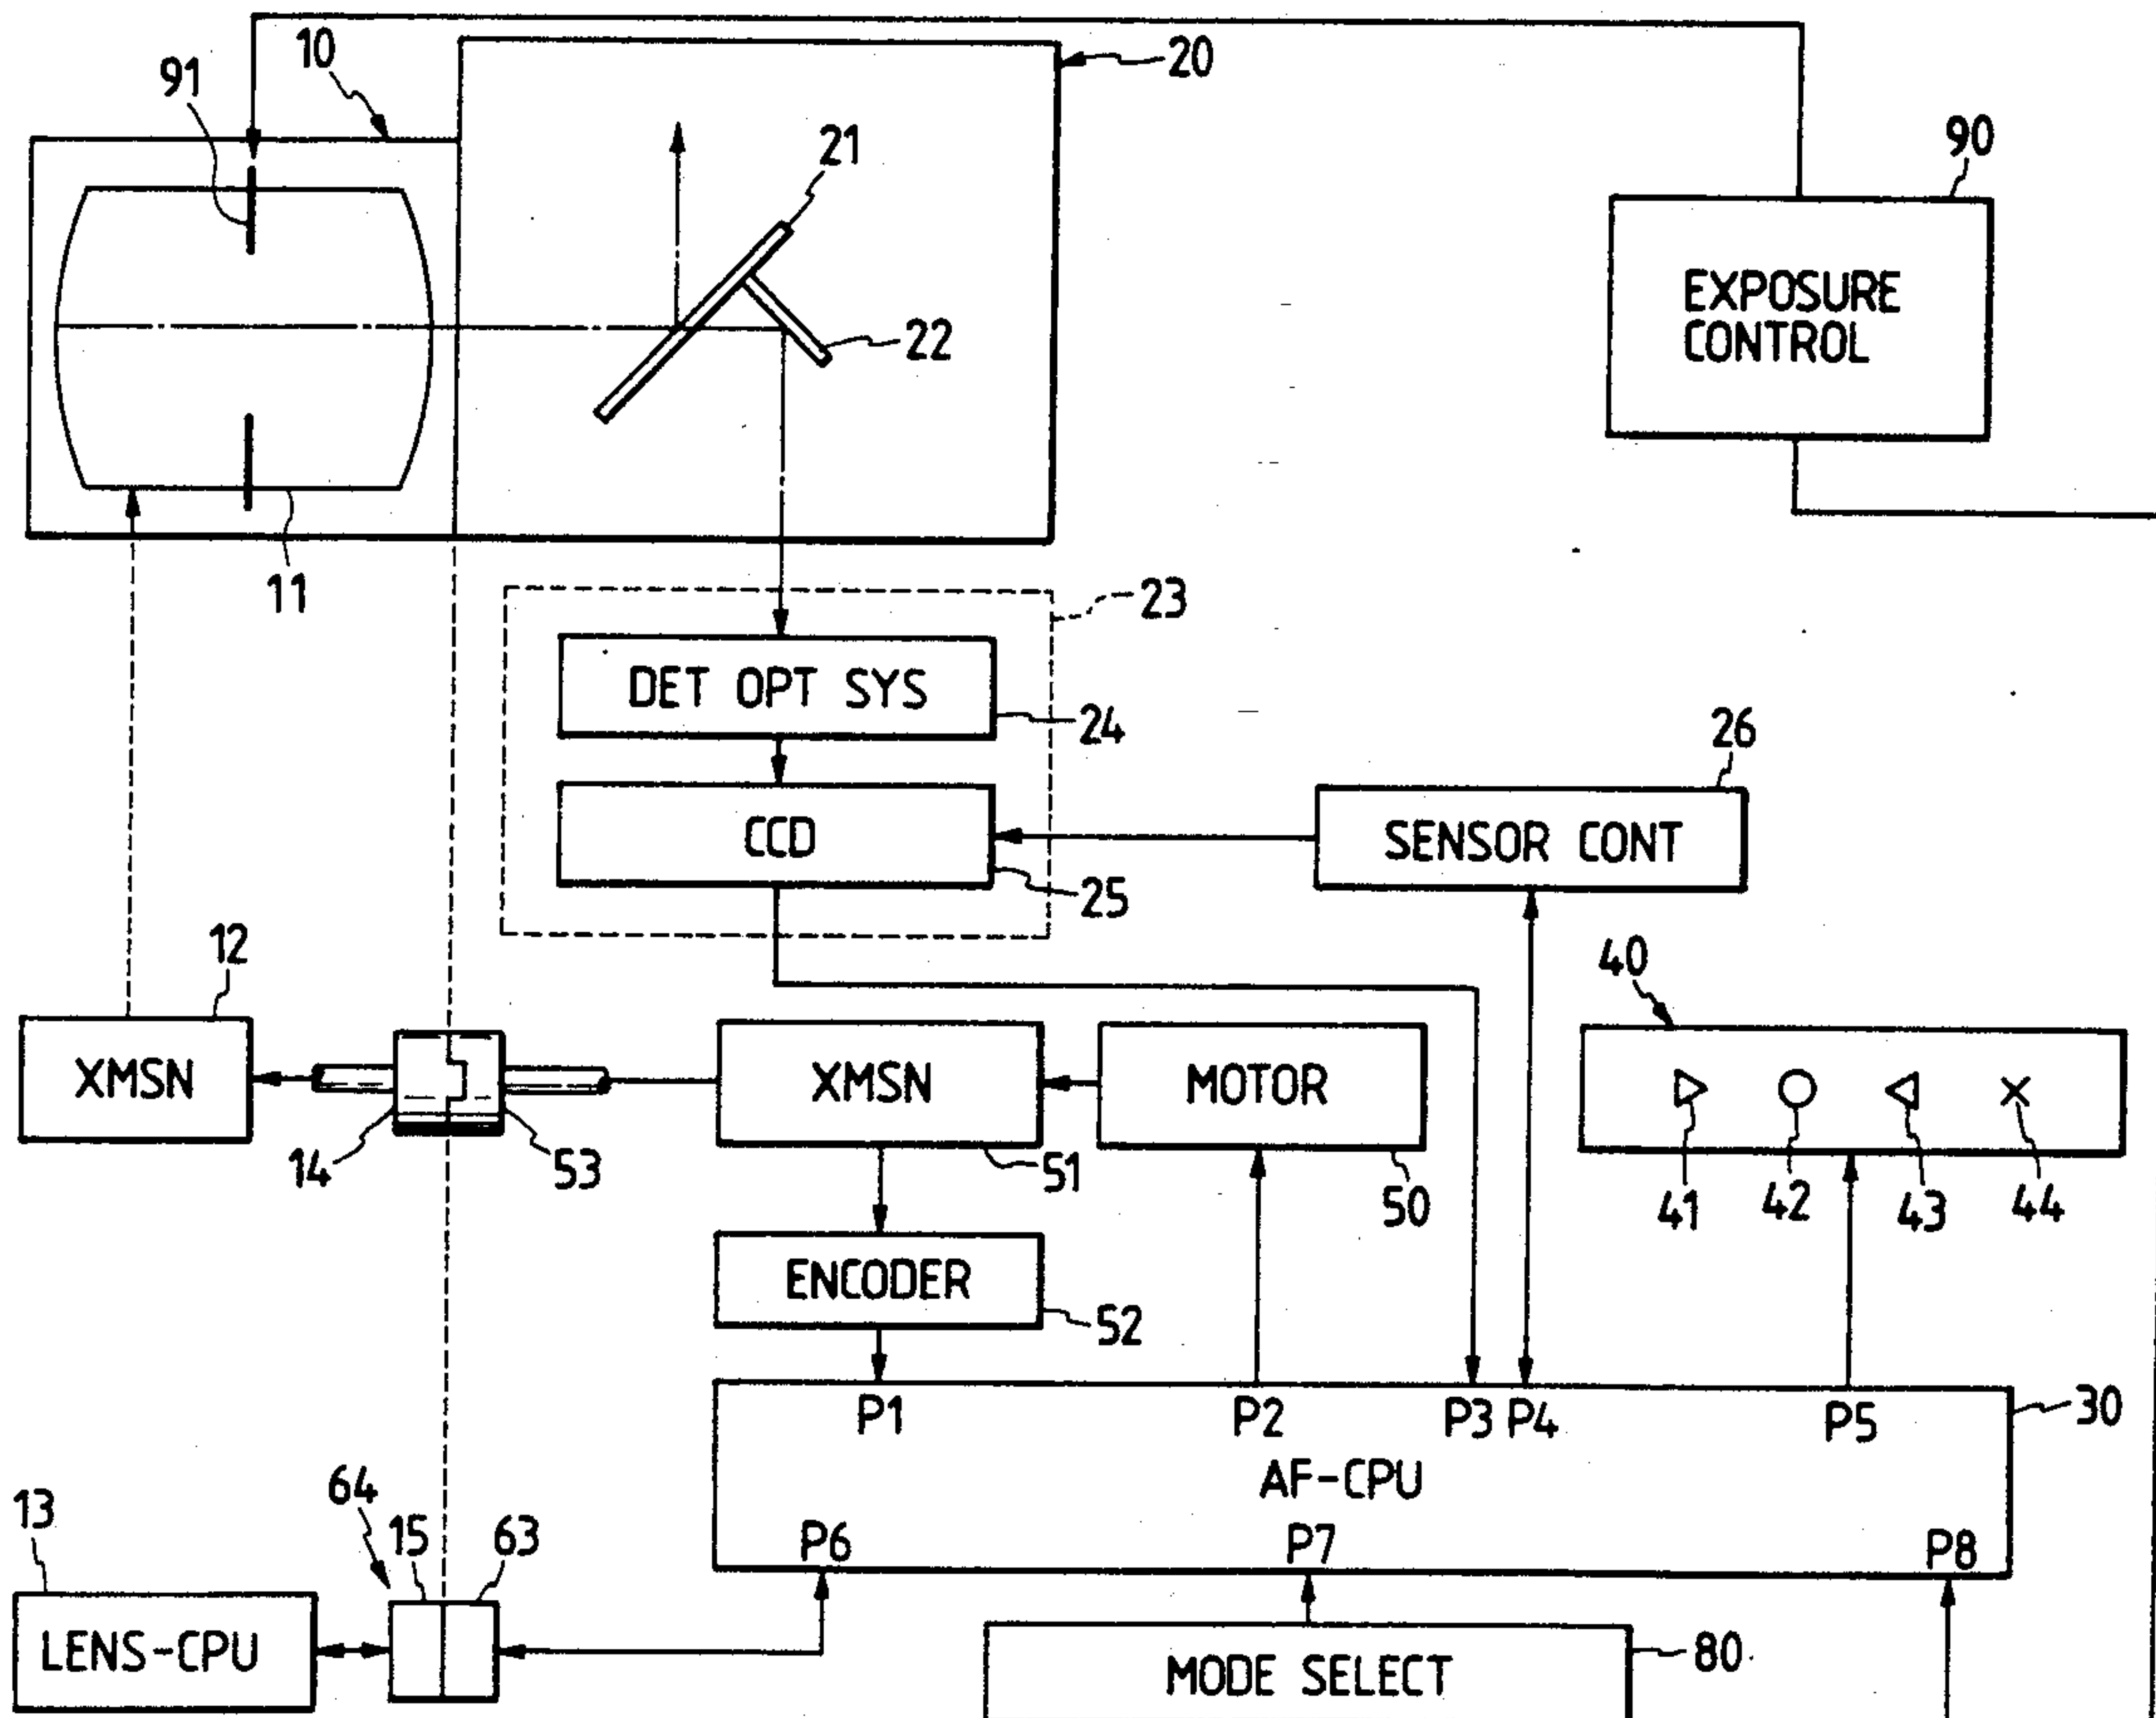 10
20
91
21
90
EXPOSURE
CONTROL
22
11
23
DET OPT SYS
24
26
CCD
SENSOR CONT
25
12
40
XMSN
XMSN
MOTOR
14
53
51
50
41
42
43
44
ENCODER
52
P1
P2
P3
P4
P5
30
AF-CPU
64
13
15
63
P6
P7
P8
LENS-CPU
MODE SELECT
80